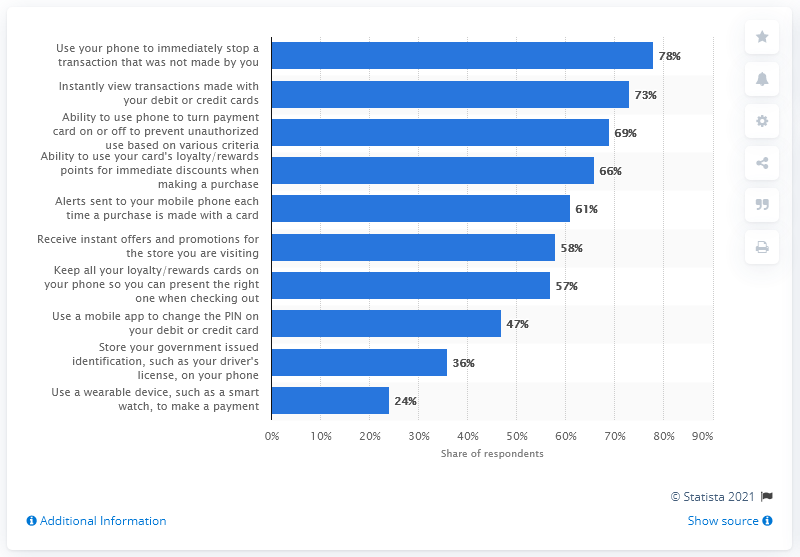 Use your phone to immediately stop a
transaction that was not made by you
78%
Instantly view transactions made with
your debit or credit cards
73%
Ability to use phone to turn payment
card on or off to prevent unauthorized
use based on various criteria
69%
Ability to use your card's loyalty/rewards
points for immediate discounts when
making a purchase
66%
Alerts sent to your mobile phone each
time a purchase is made with a card
61%
Receive instant offers and promotions for
the store you are visiting
58%
Keep all your loyalty/rewards cards on
your phone so you can present the right
one when checking out
57%
Use a mobile app to change the PIN on
your debit or credit card
47%
Store your government issued
identification, such as your driver's
license, on your phone
36%
Use a wearable device, such as a smart
watch, to make a payment
24%
0% 10% 20% 30% 40% 50% 60% 70% 80% 90%
Share of respondents
© Statista 2021
Additional Information
Show source